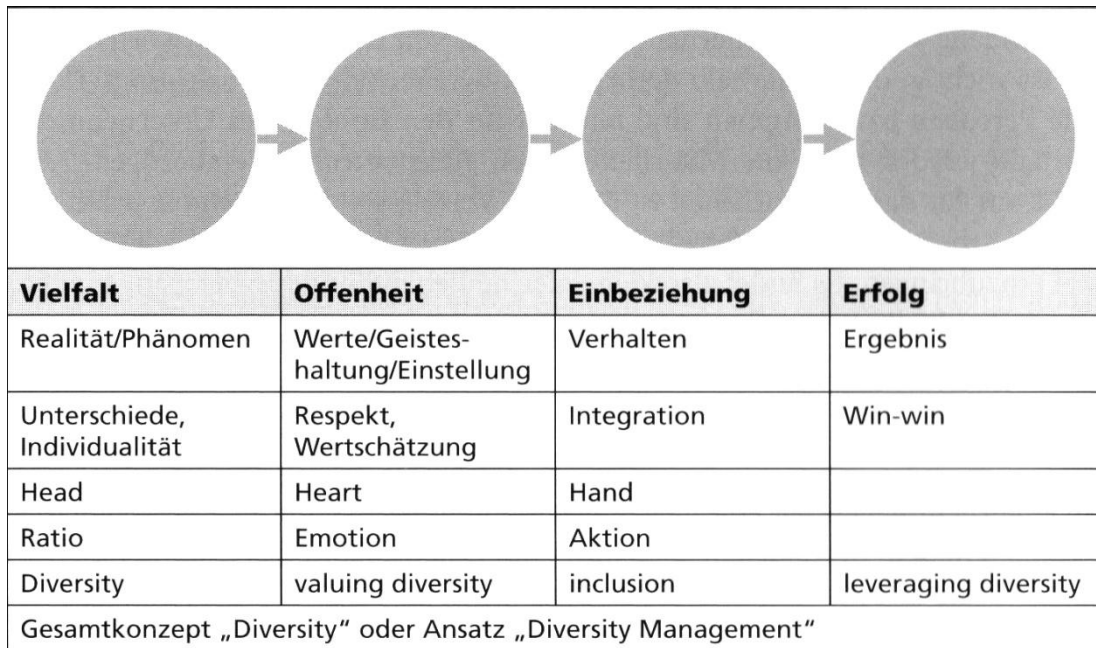 Vielfalt Offenheit Einbeziehung Erfolg
Realität/Phänomen Werte/Geistes- Verhalten Ergebnis
haltung/Einstellung
Unterschiede, Respekt, Integration Win-win
Individualität Wertschätzung
Head Heart Hand
Ratio Emotion Aktion
Diversity valuing diversity inclusion leveraging diversity
Gesamtkonzept „Diversity“ oder Ansatz „Diversity Management“